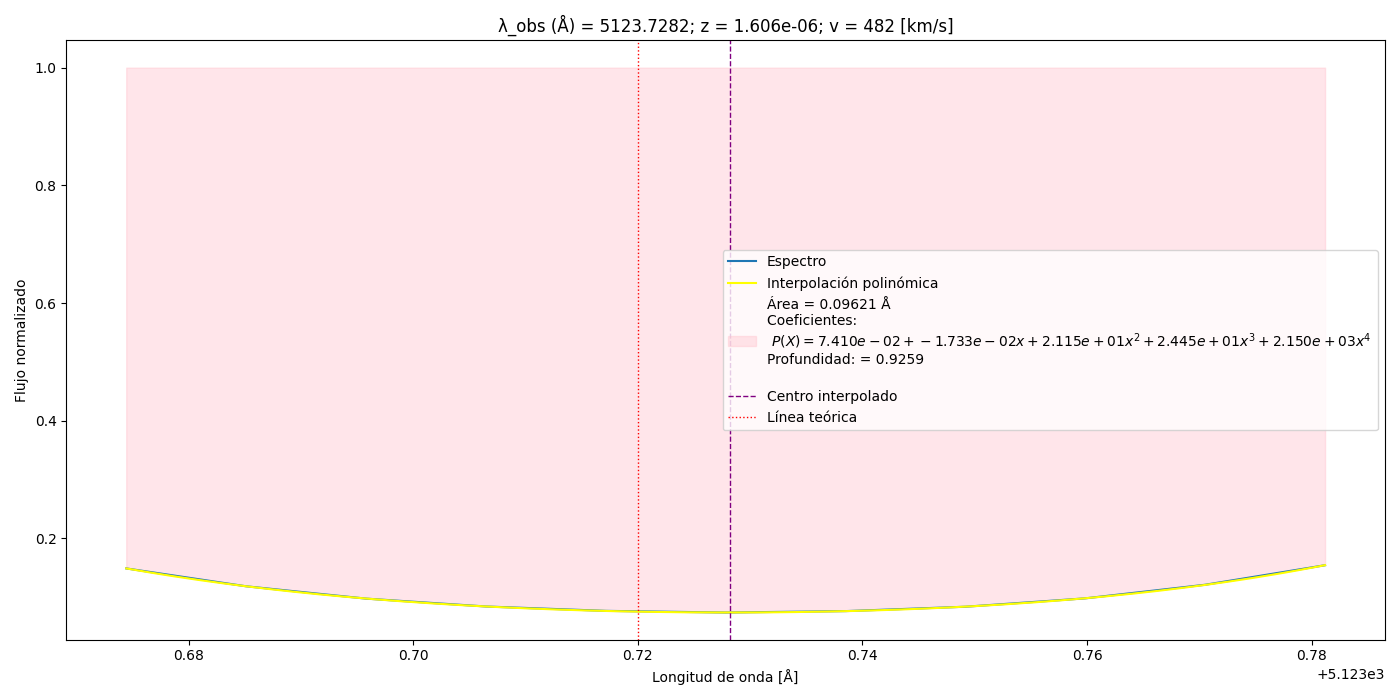 λ_obs (Å) = 5123.7282; z = 1.606e-06; v = 482 [km/s]
Flujo normalizado
1.0
0.8
0.6
0.4
0.2
Espectro
Interpolación polinómica
Área = 0.09621 Å
Coeficientes:
P(X) = 7.410e − 02 + −1.733e − 02x + 2.115e + 01x² + 2.445e + 01x³ + 2.150e + 03x⁴
Profundidad: = 0.9259
Centro interpolado
Línea teórica
0.68 0.70 0.72 0.74 0.76 0.78
+5.123e3
Longitud de onda [Å]